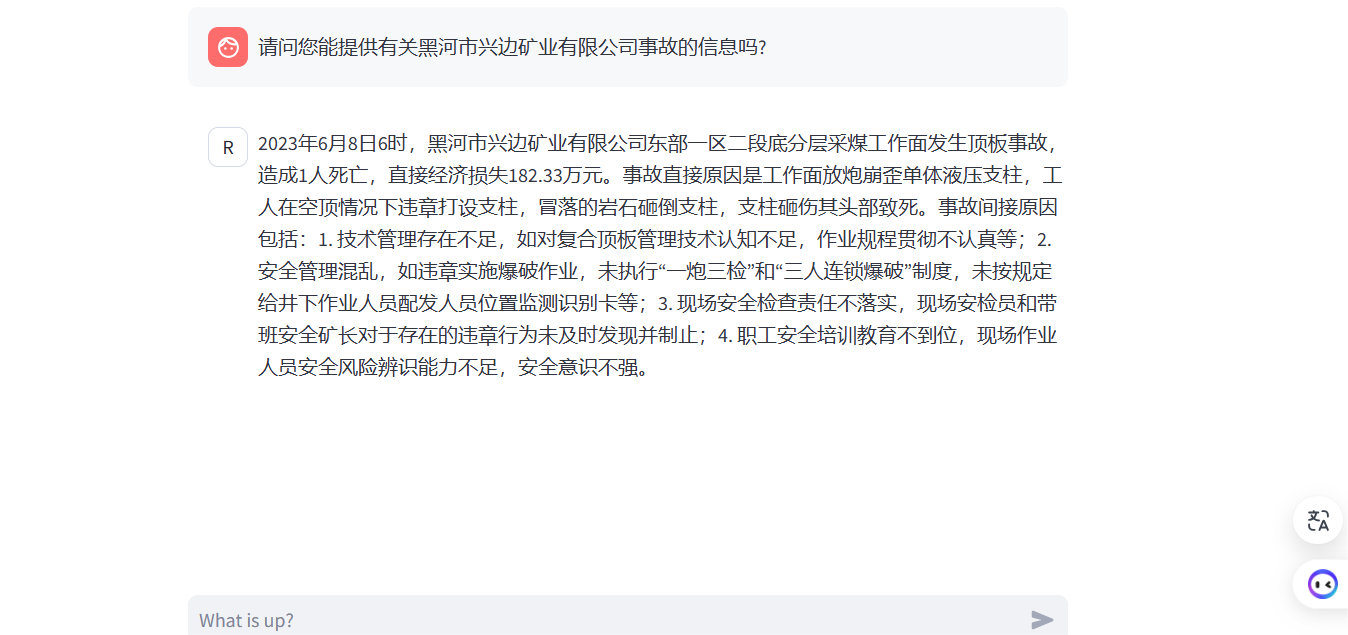 请问您能提供有关黑河市兴边矿业有限公司事故的信息吗?
R
2023年6月8日6时，黑河市兴边矿业有限公司东部一区二段底分层采煤工作面发生顶板事故，
造成1人死亡，直接经济损失182.33万元。事故直接原因是工作面放炮崩歪单体液压支柱，工
人在空顶情况下违章打设支柱，冒落的岩石砸倒支柱，支柱砸伤其头部致死。事故间接原因
包括：1. 技术管理存在不足，如对复合顶板管理技术认知不足，作业规程贯彻不认真等；2.
安全管理混乱，如违章实施爆破作业，未执行“一炮三检”和“三人连锁爆破”制度，未按规定
给井下作业人员配发人员位置监测识别卡等；3. 现场安全检查责任不落实，现场安检员和带
班安全矿长对于存在的违章行为未及时发现并制止；4. 职工安全培训教育不到位，现场作业
人员安全风险辨识能力不足，安全意识不强。
文A
What is up?